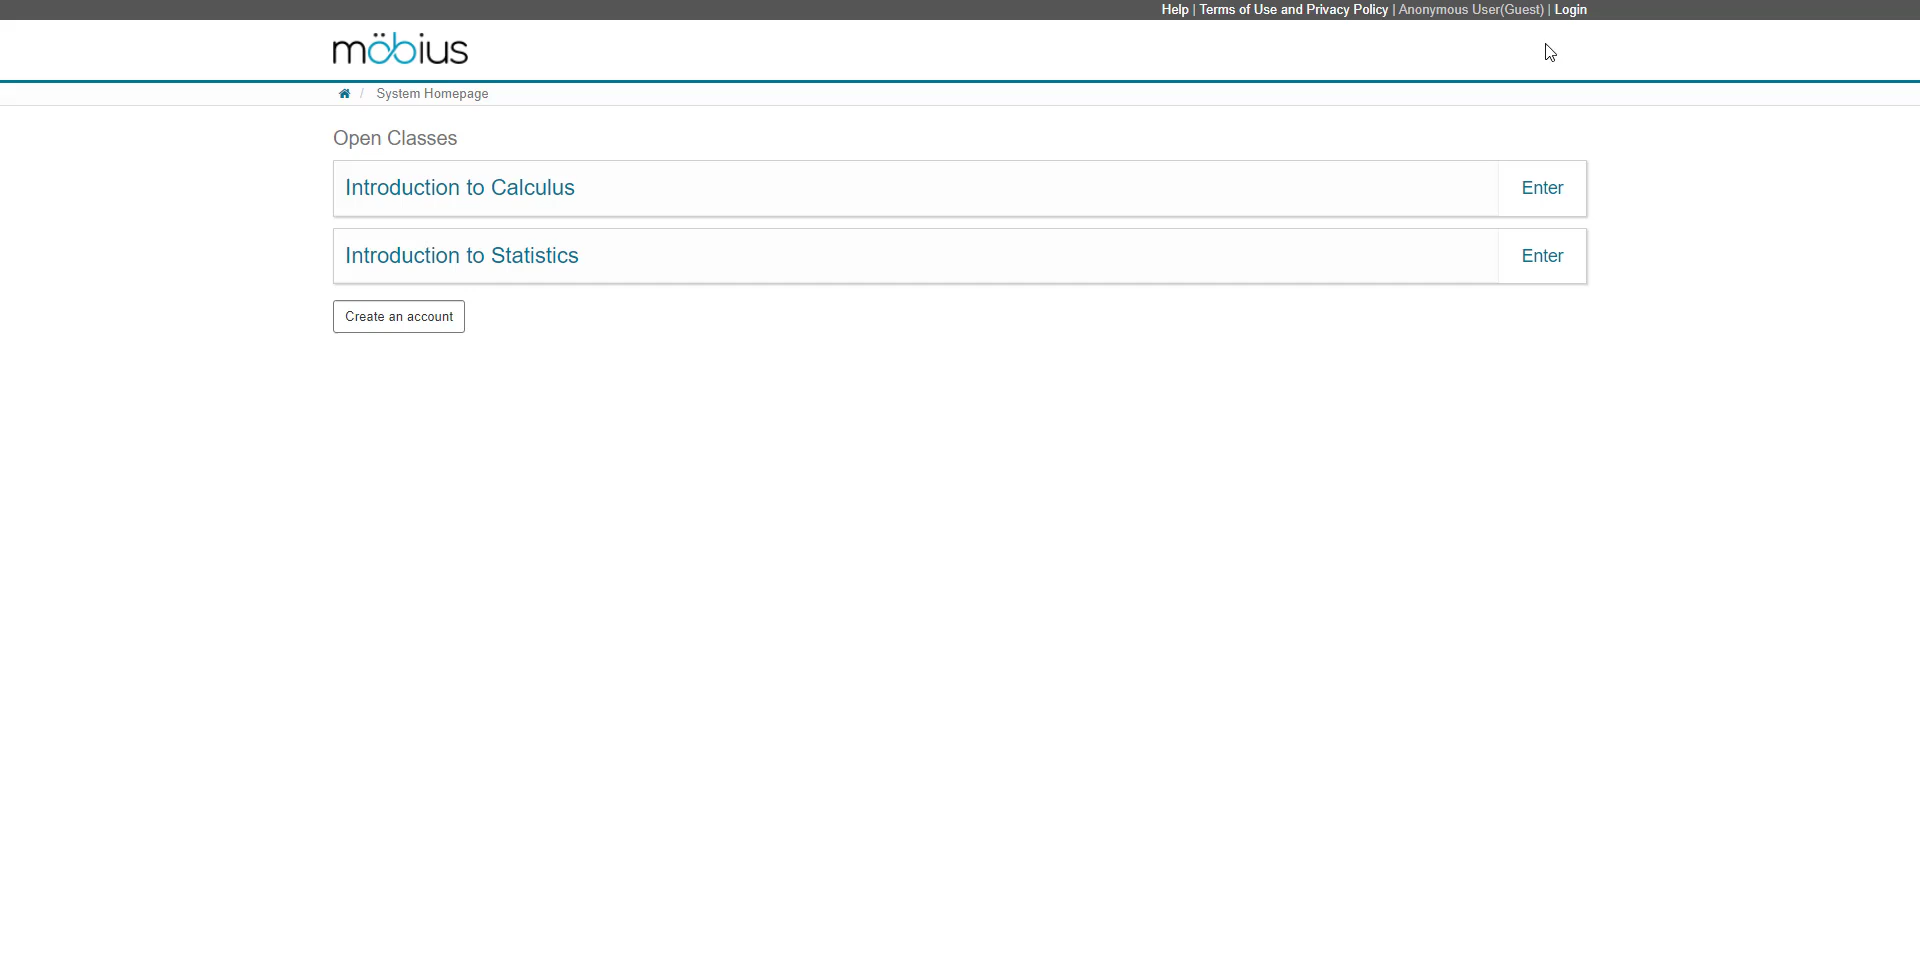 Help | Terms of Use and Privacy Policy | Anonymous User(Guest) | Login
möbius
/ System Homepage
Open Classes
Introduction to Calculus Enter
Introduction to Statistics Enter
Create an account